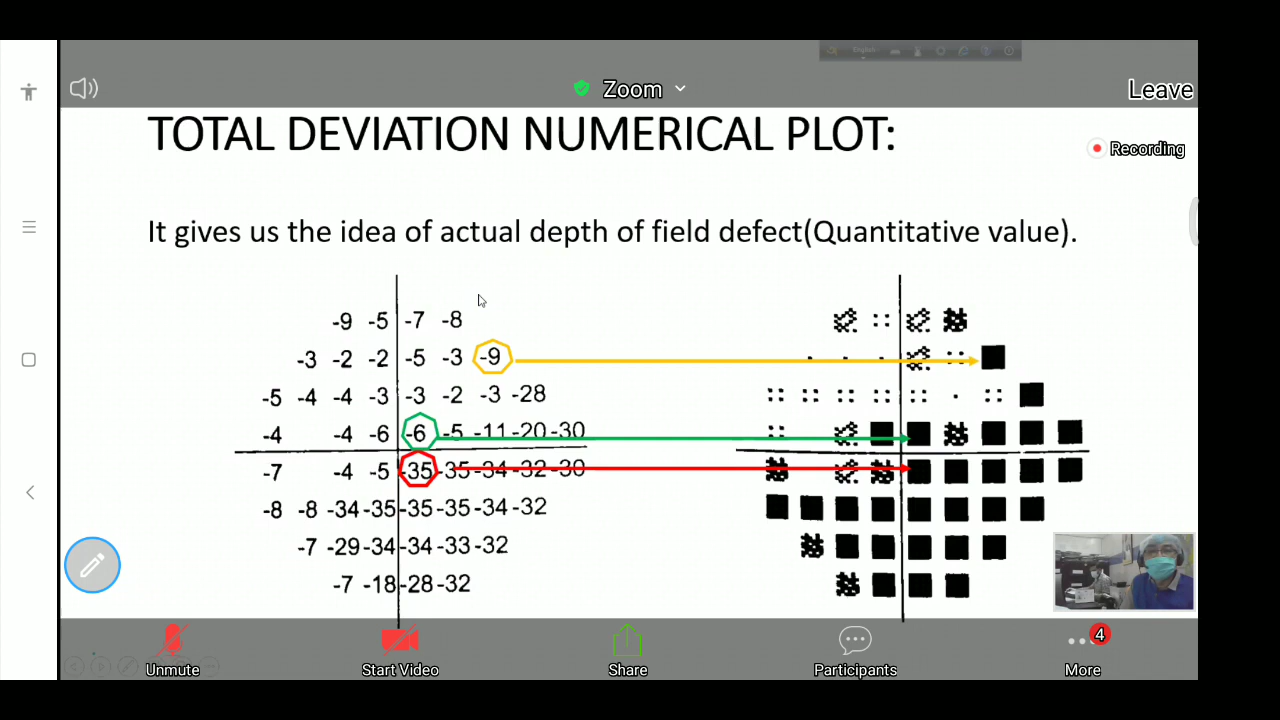 English
Zoom
Leave
TOTAL DEVIATION NUMERICAL PLOT:
Recording
It gives us the idea of actual depth of field defect(Quantitative value).
-9 -5 -7 -8
-3 -2 -2 -5 -3 -9
-5 -4 -4 -3 -3 -2 -3 -28
-4 -4 -6 -6 -5 -11 -20 -30
-7 -4 -5 -35 -35 -34 -32 -30
-8 -8 -34 -35 -35 -35 -34 -32
-7 -29 -34 -34 -33 -32
-7 -18 -28 -32
4
Unmute
Start Video
Share
Participants
More